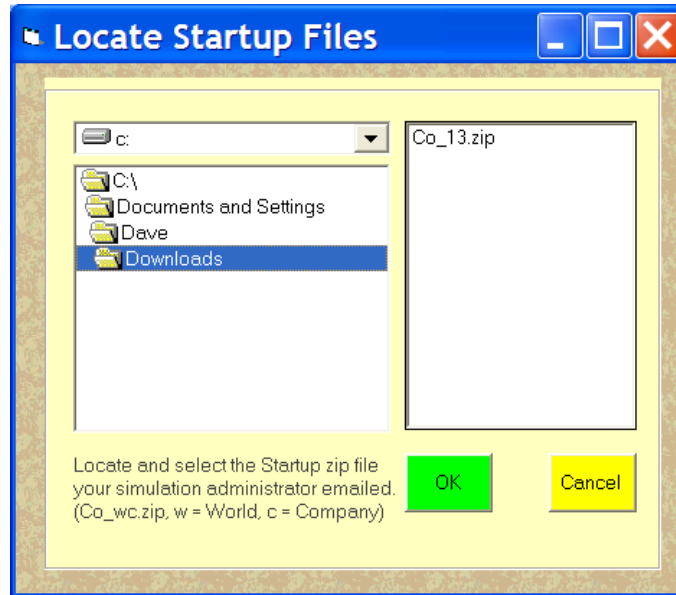 Locate Startup Files
c:
Co_13.zip
C:\
Documents and Settings
Dave
Downloads
Locate and select the Startup zip file
your simulation administrator emailed.
(Co_wc.zip, w = World, c = Company)
OK
Cancel